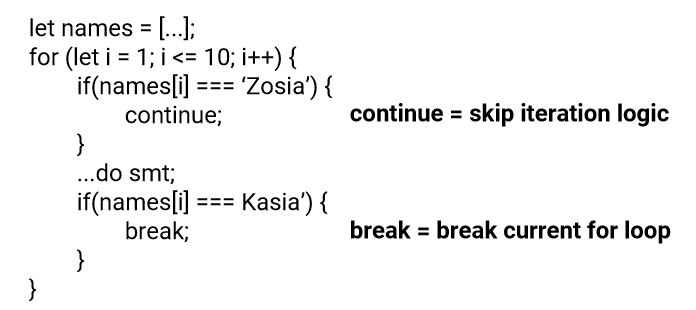 let names = [...];
for (let i = 1; i <= 10; i++) {
if(names[i] === ‘Zosia’) {
continue; continue = skip iteration logic
}
...do smt;
if(names[i] === Kasia’) {
break; break = break current for loop
}
}